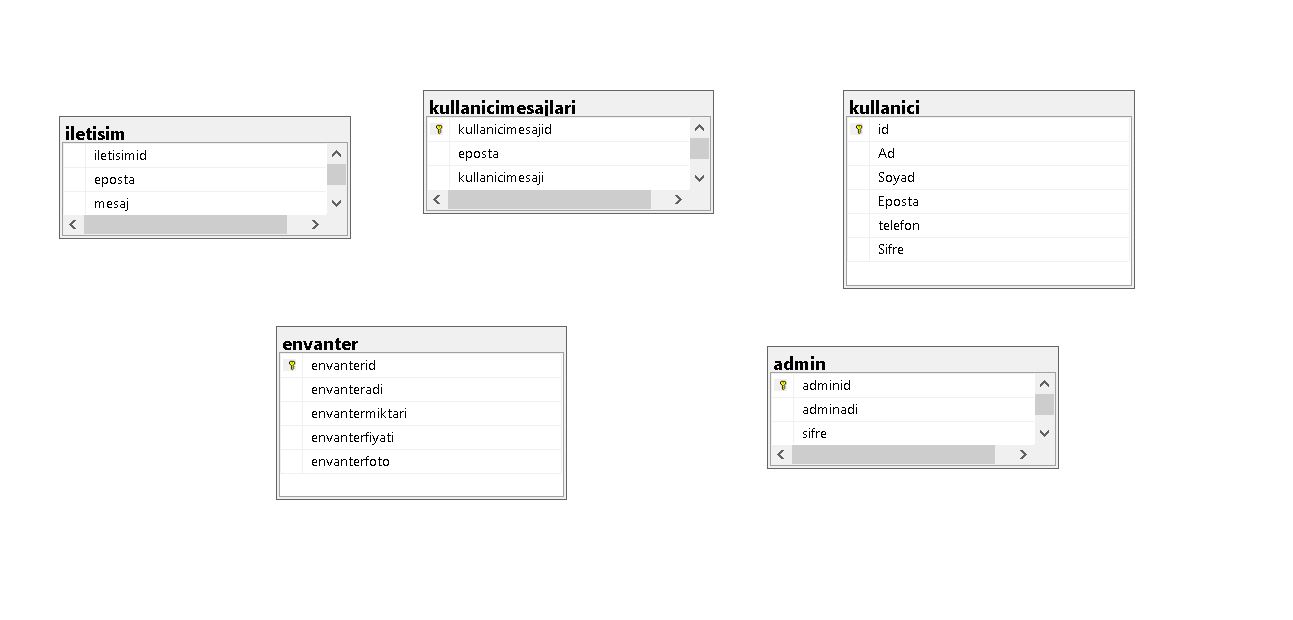 iletisim
iletisimid
eposta
mesaj
kullanicimesajlari
kullanicimesajid
eposta
kullanicimesaji
kullanici
id
Ad
Soyad
Eposta
telefon
Sifre
envanter
envanterid
envanteradi
envantermiktari
envanterfiyati
envanterfoto
admin
adminid
adminadi
sifre